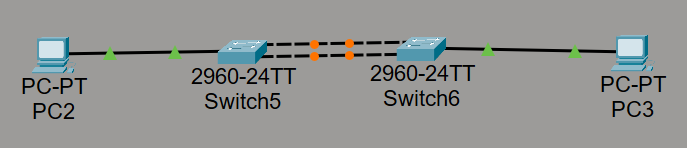 PC-PT
PC2
2960-24TT
Switch5
2960-24TT
Switch6
PC-PT
PC3